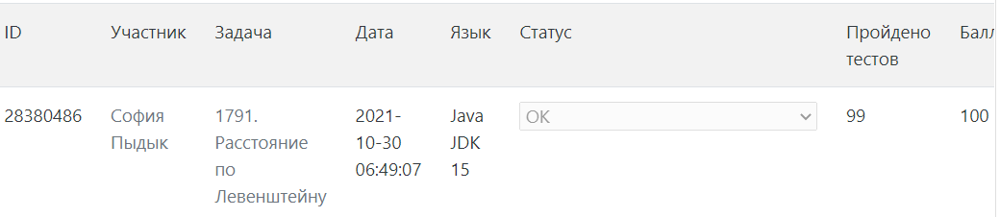 ID Участник Задача Дата Язык Статус Пройдено тестов Балл
28380486 София Пыдык 1791. Расстояние по Левенштейну 2021-10-30 06:49:07 Java JDK 15 OK 99 100